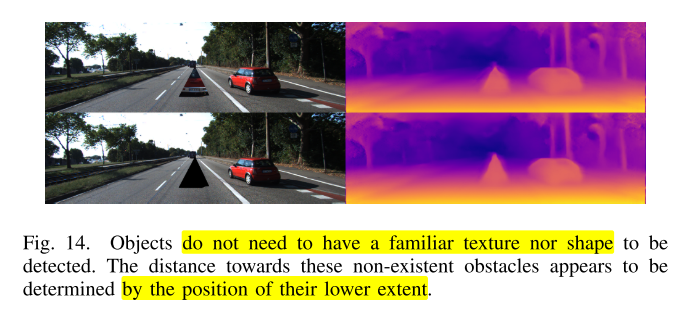 Fig. 14. Objects do not need to have a familiar texture nor shape to be
detected. The distance towards these non-existent obstacles appears to be
determined by the position of their lower extent.